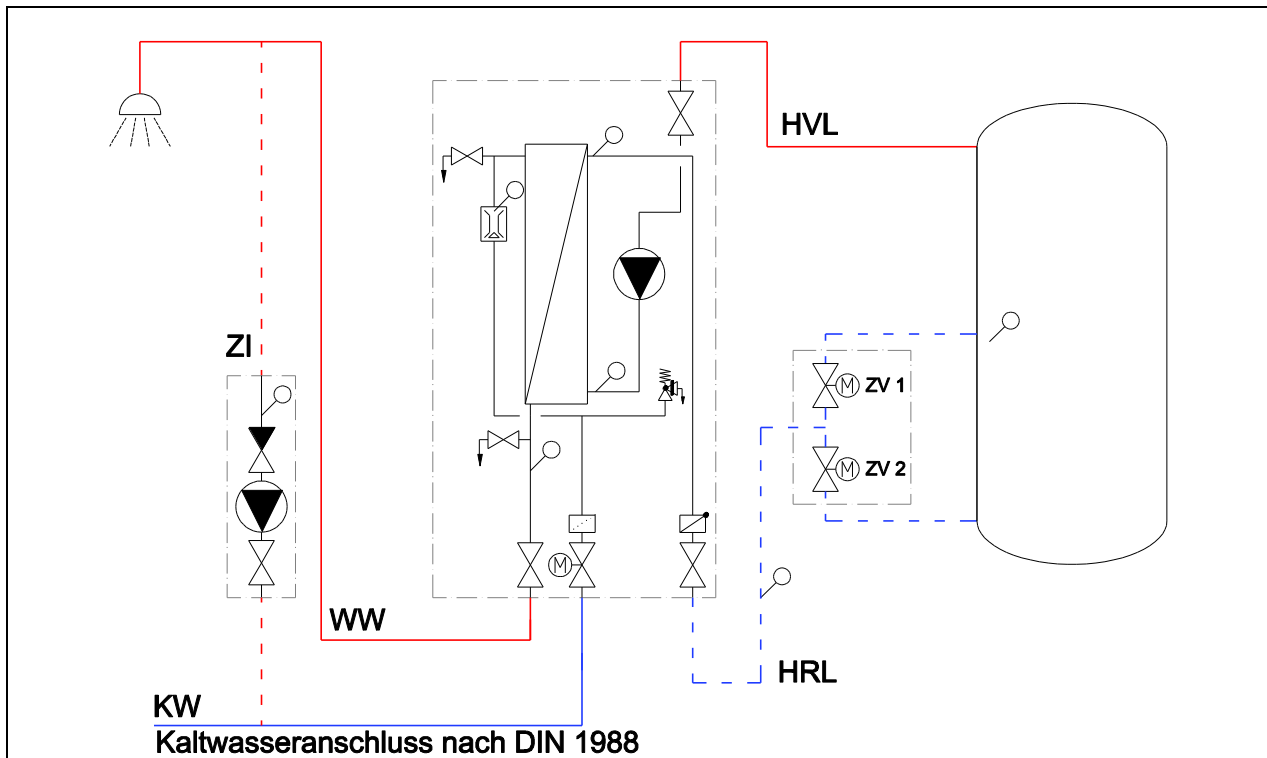 HVL
ZI
M ZV 1
M ZV 2
M
WW
HRL
KW
Kaltwasseranschluss nach DIN 1988